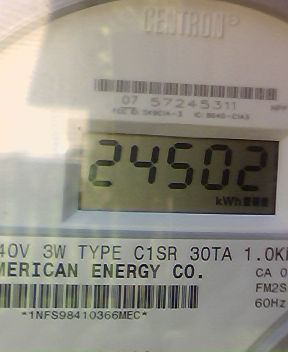 CENTRON®
07 57245311
24502
kWh
40V 3W TYPE C1SR 30TA 1.0K
MERICAN ENERGY CO.
CA 0
FM2S
60Hz
*1NFS98410366MEC*